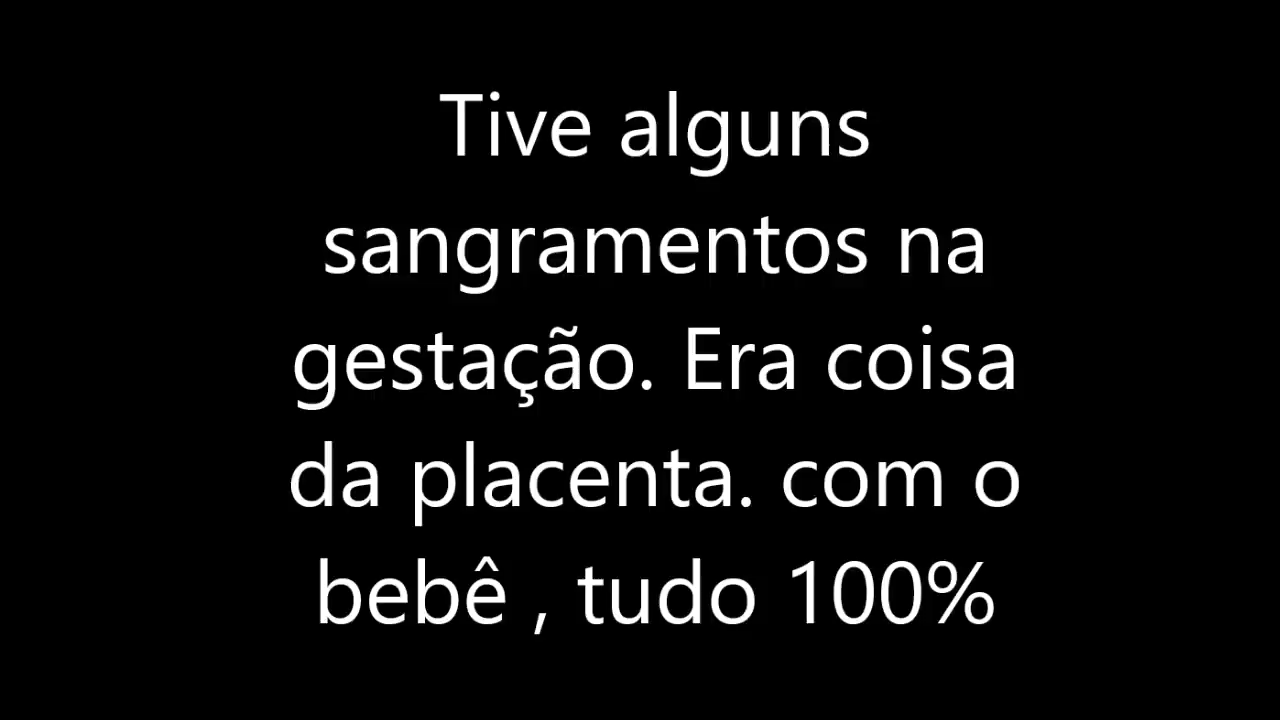 Tive alguns
sangramentos na
gestação. Era coisa
da placenta. com o
bebê , tudo 100%